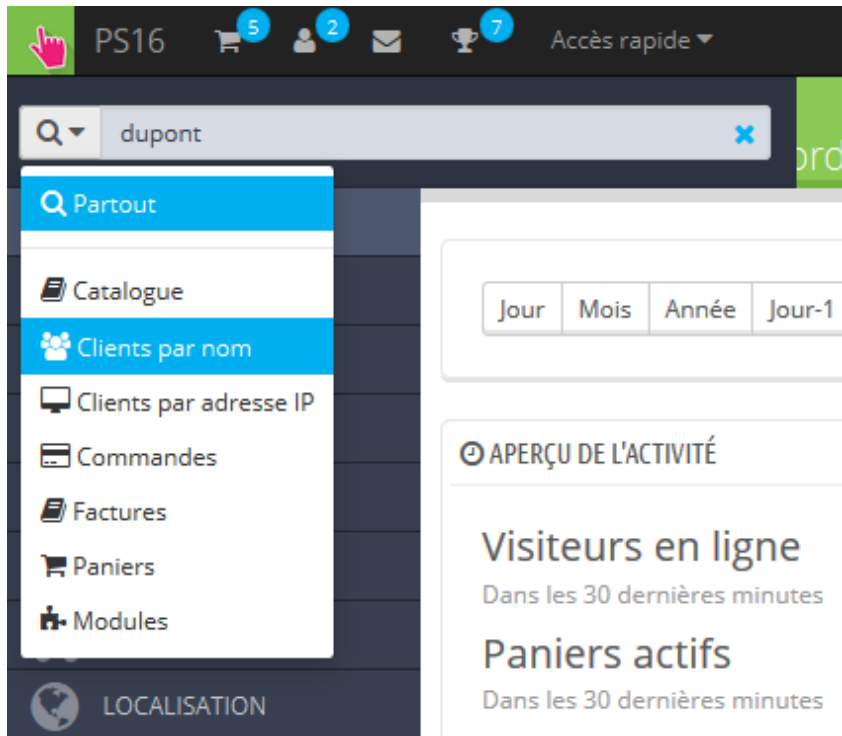 PS16 5 2 7 Accès rapide
dupont
ord
Partout
Catalogue
Clients par nom
Clients par adresse IP
Commandes
Factures
Paniers
Modules
LOCALISATION
Jour Mois Année Jour-1
APERÇU DE L'ACTIVITÉ
Visiteurs en ligne
Dans les 30 dernières minutes
Paniers actifs
Dans les 30 dernières minutes